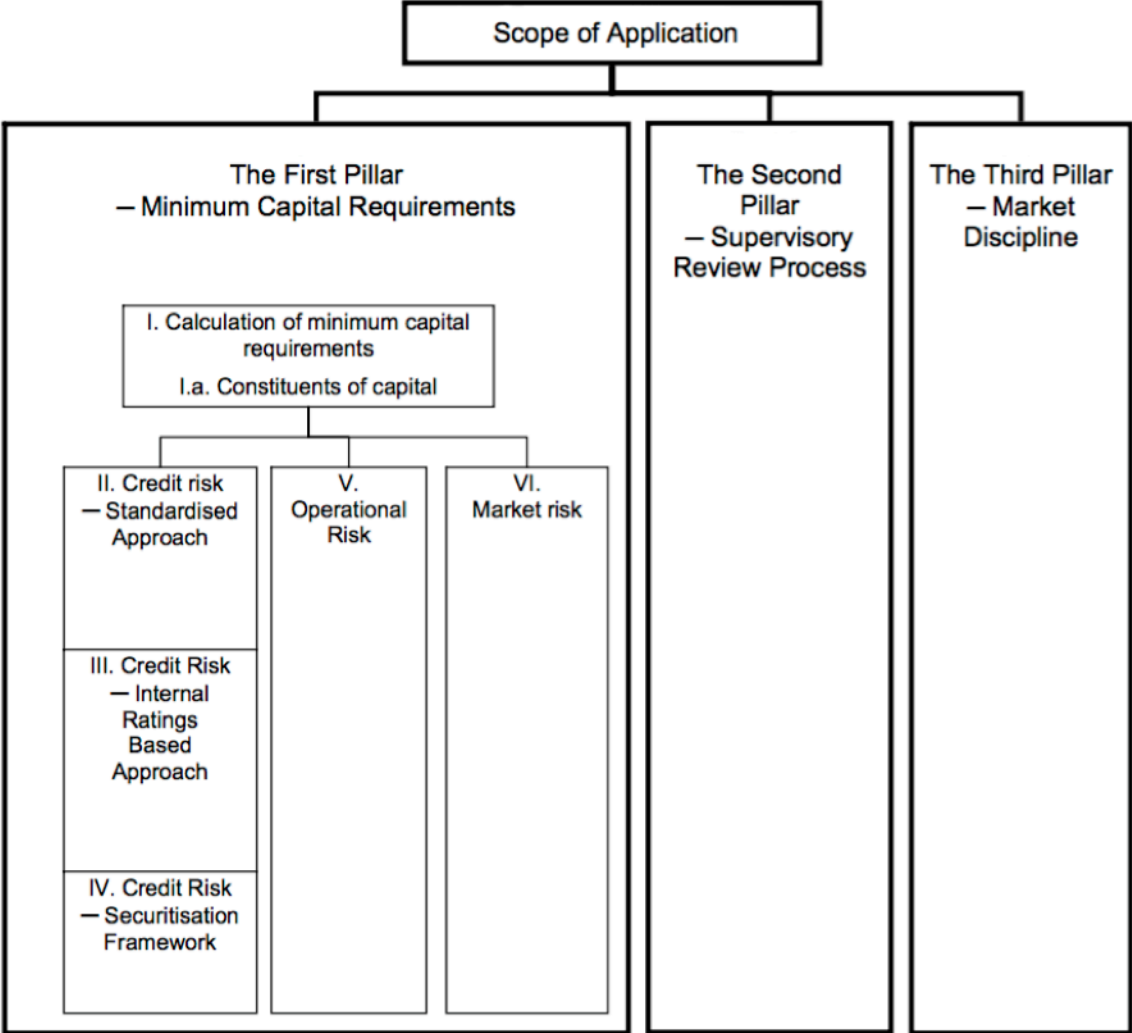 Scope of Application
The First Pillar
— Minimum Capital Requirements
The Second
Pillar
— Supervisory
Review Process
The Third Pillar
— Market
Discipline
I. Calculation of minimum capital
requirements
I.a. Constituents of capital
II. Credit risk
— Standardised
Approach
III. Credit Risk
— Internal
Ratings
Based
Approach
IV. Credit Risk
— Securitisation
Framework
V.
Operational
Risk
VI.
Market risk